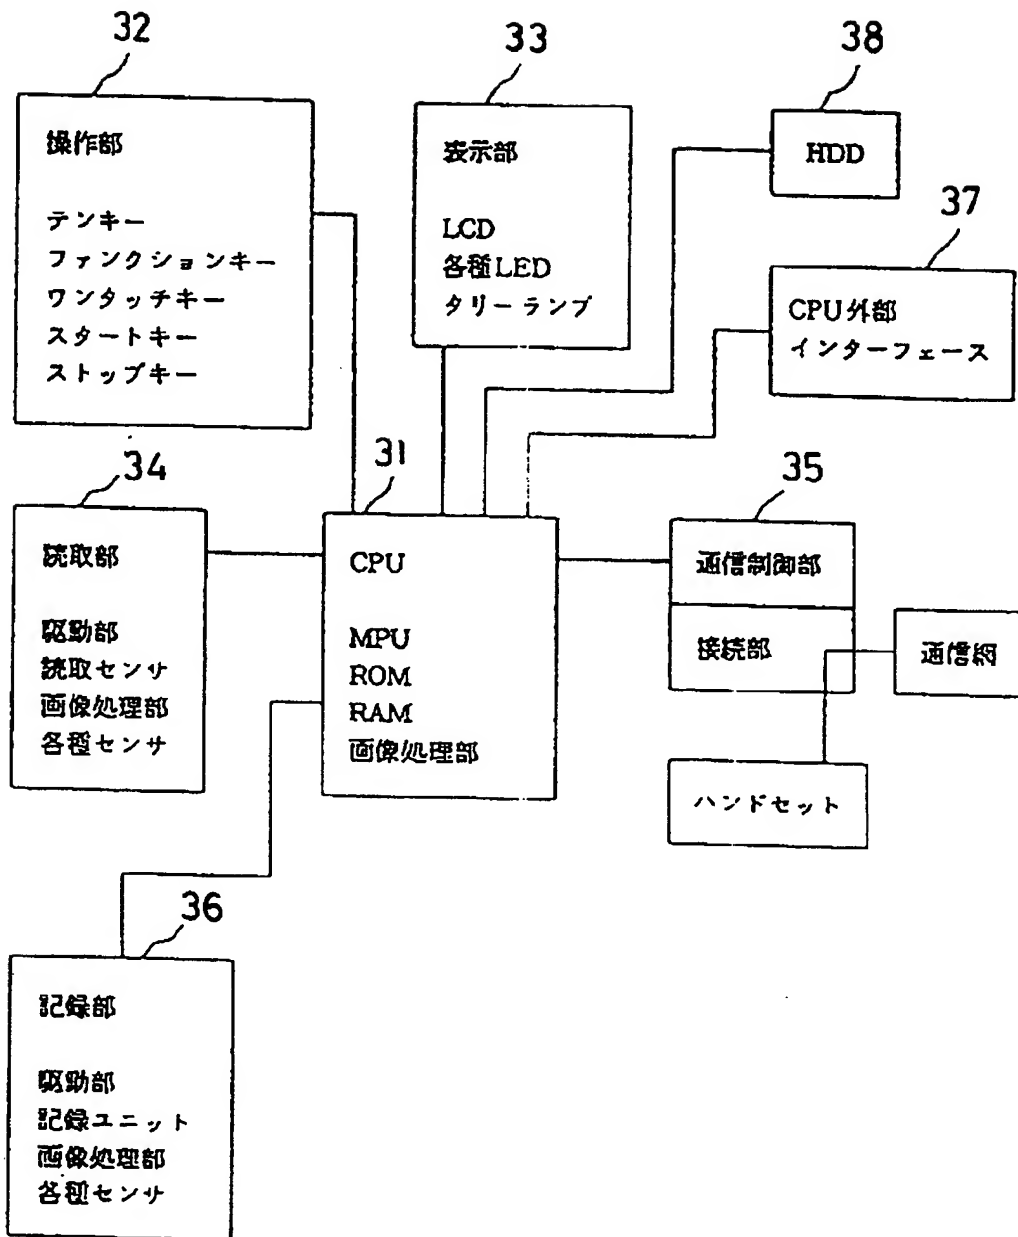 32
操作部
テンキー
ファンクションキー
ワンタッチキー
スタートキー
ストップキー
33
表示部
LCD
各種LED
タリーランプ
38
HDD
37
CPU外部
インターフェース
34
読取部
駆動部
読取センサ
画像処理部
各種センサ
31
CPU
MPU
ROM
RAM
画像処理部
35
通信制御部
接続部
通信網
ハンドセット
36
記録部
駆動部
記録ユニット
画像処理部
各種センサ